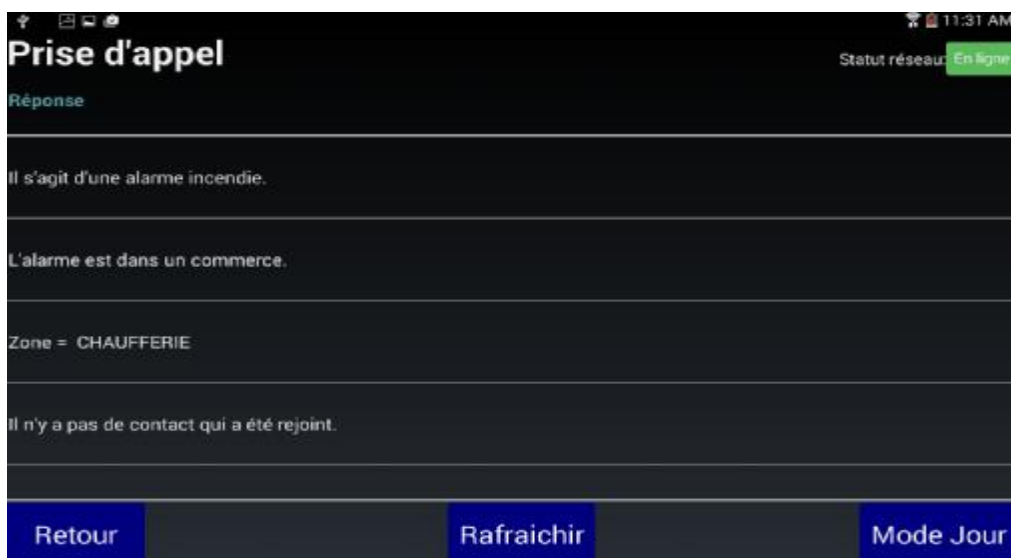 11:31 AM
Prise d'appel
Statut réseau: En ligne
Réponse
Il s'agit d'une alarme incendie.
L'alarme est dans un commerce.
Zone = CHAUFFERIE
Il n'y a pas de contact qui a été rejoint.
Retour
Rafraichir
Mode Jour